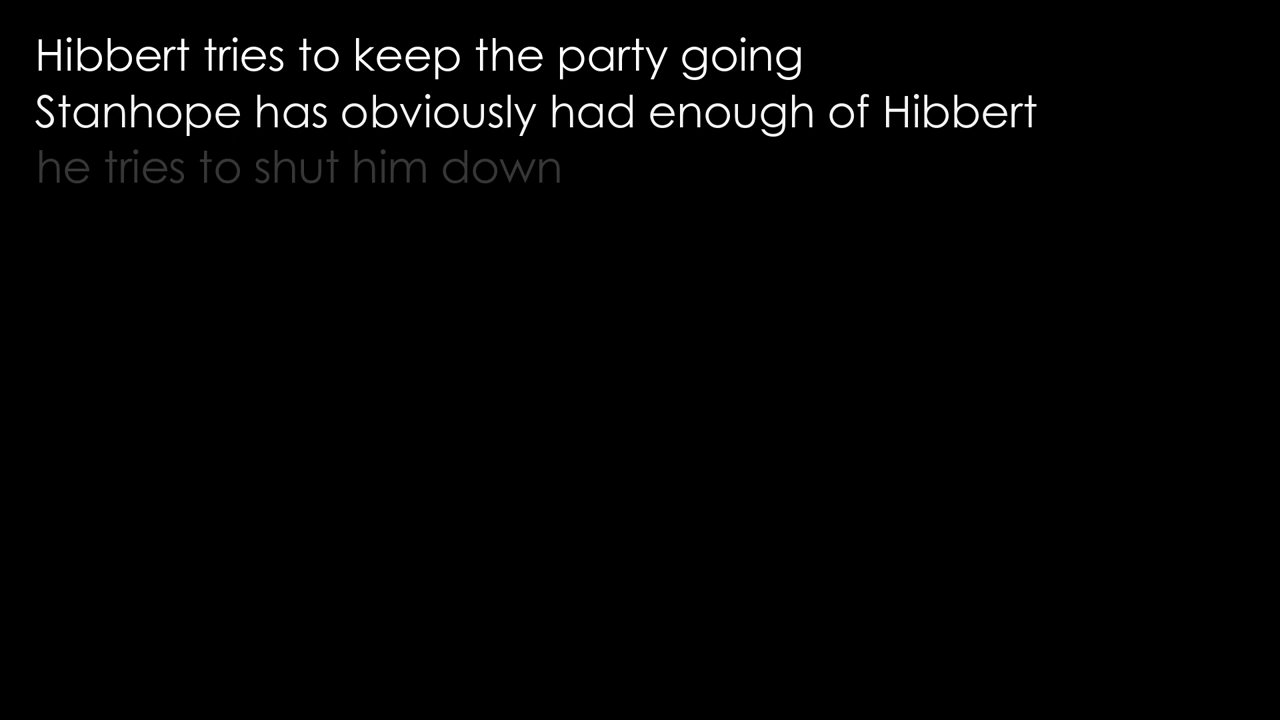 Hibbert tries to keep the party going
Stanhope has obviously had enough of Hibbert
he tries to shut him down